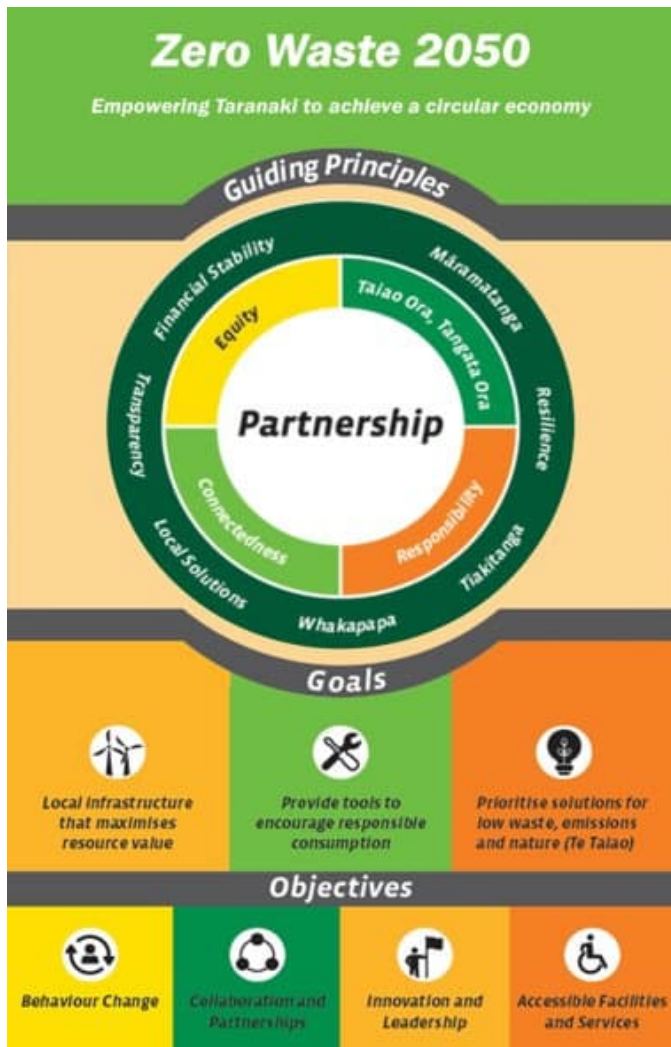 Zero Waste 2050
Empowering Taranaki to achieve a circular economy
Guiding Principles
Financial Stability
Māramatanga
Resilience
Tiakitanga
Whakapapa
Local Solutions
Transparency
Equity
Taiao Ora, Tangata Ora
Responsibility
Connectedness
Partnership
Goals
Local infrastructure
that maximises
resource value
Provide tools to
encourage responsible
consumption
Prioritise solutions for
low waste, emissions
and nature (Te Taiao)
Objectives
Behaviour Change
Collaboration and
Partnerships
Innovation and
Leadership
Accessible Facilities
and Services